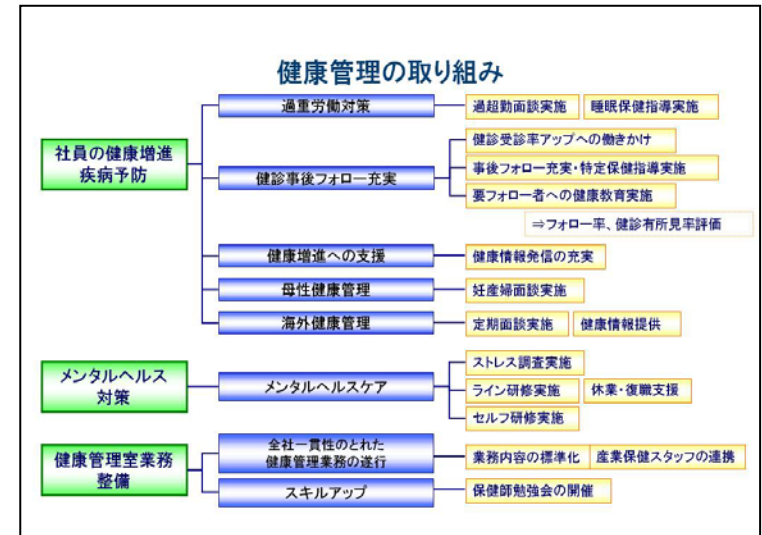 健康管理の取り組み
社員の健康増進
疾病予防
過重労働対策
過超勤面談実施
睡眠保健指導実施
健診事後フォロー充実
健診受診率アップへの働きかけ
事後フォロー充実・特定保健指導実施
要フォロー者への健康教育実施
⇒フォロー率、健診有所見率評価
健康増進への支援
健康情報発信の充実
母性健康管理
妊産婦面談実施
海外健康管理
定期面談実施
健康情報提供
メンタルヘルス
対策
メンタルヘルスケア
ストレス調査実施
ライン研修実施
休業・復職支援
セルフ研修実施
健康管理室業務
整備
全社一貫性のとれた
健康管理業務の遂行
業務内容の標準化
産業保健スタッフの連携
スキルアップ
保健師勉強会の開催